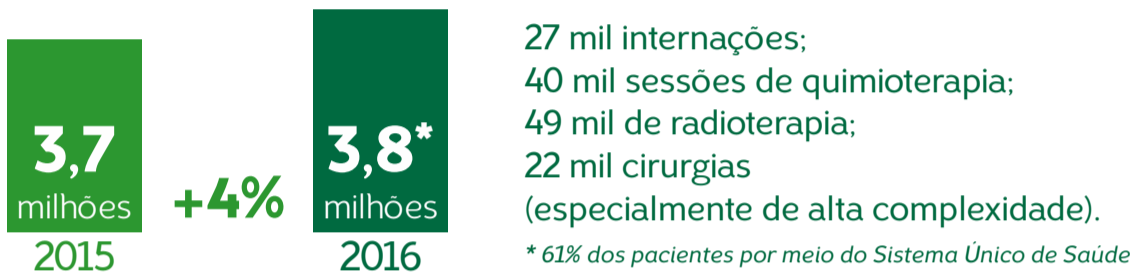 3,7
milhões
2015
+4%
3,8*
milhões
2016
27 mil internações;
40 mil sessões de quimioterapia;
49 mil de radioterapia;
22 mil cirurgias
(especialmente de alta complexidade).
* 61% dos pacientes por meio do Sistema Único de Saúde